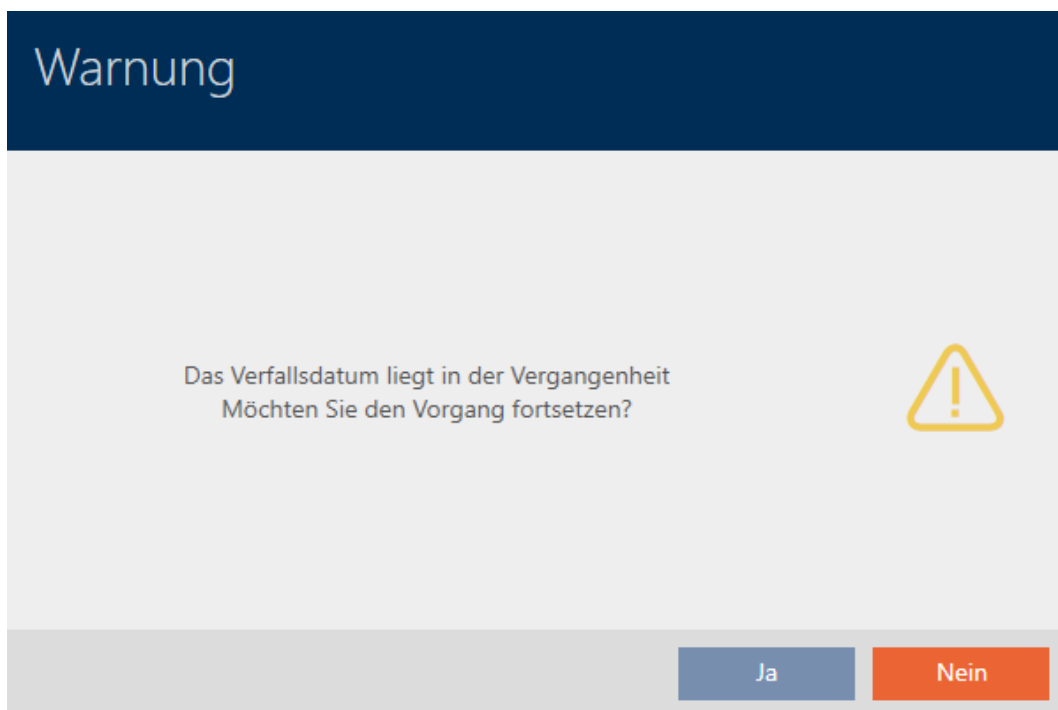 Warnung
Das Verfallsdatum liegt in der Vergangenheit
Möchten Sie den Vorgang fortsetzen?
Ja
Nein